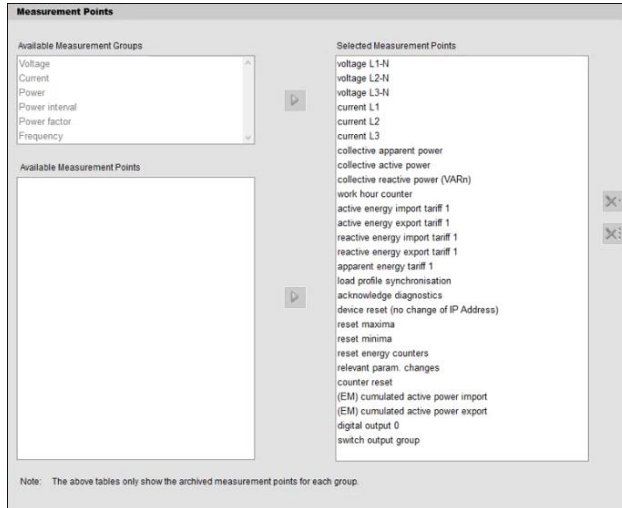 Measurement Points
Available Measurement Groups
Voltage
Current
Power
Power interval
Power factor
Frequency
Available Measurement Points
Selected Measurement Points
voltage L1-N
voltage L2-N
voltage L3-N
current L1
current L2
current L3
collective apparent power
collective active power
collective reactive power (VARn)
work hour counter
active energy import tariff 1
active energy export tariff 1
reactive energy import tariff 1
reactive energy export tariff 1
apparent energy tariff 1
load profile synchronisation
acknowledge diagnostics
device reset (no change of IP Address)
reset maxima
reset minima
reset energy counters
relevant param. changes
counter reset
(EM) cumulated active power import
(EM) cumulated active power export
digital output 0
switch output group
Note: The above tables only show the archived measurement points for each group.